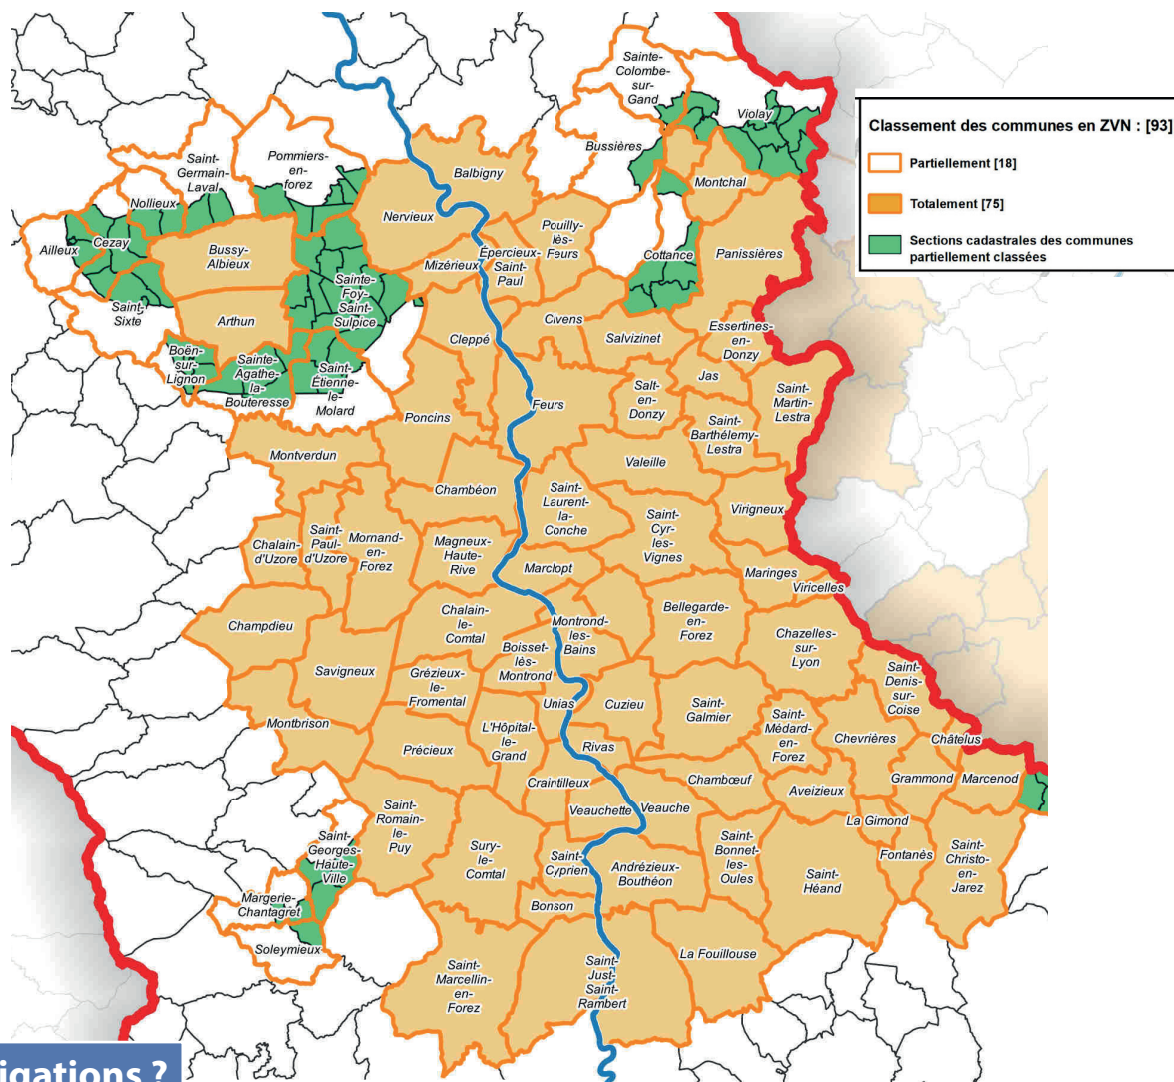 Sainte-
Colombe-
sur-
Gand
Violay
Bussières
Classement des communes en ZVN : [93]
Partiellement [18]
Totalement [75]
Sections cadastrales des communes
partiellement classées
Saint-
Germain-
Laval
Pommiers-
en-
forez
Balbigny
Montchal
Nollieux
Nervieux
Pouilly-
lès-
Feurs
Ailleux
Cezay
Bussy-
Albieux
Mizérieux
Épercieux-
Saint-
Paul
Cottance
Panissières
Sainte-
Foy-
Saint-
Sulpice
Saint-
Sixte
Arthun
Cleppé
Civens
Salvizinet
Essertines-
en-
Donzy
Boën-
sur-
Lignon
Sainte-
Agathe-
la-
Bouteresse
Saint-
Étienne-
le-
Molard
Jas
Saint-
Martin-
Lestra
Poncins
Feurs
Salt-
en-
Donzy
Saint-
Barthélemy-
Lestra
Montverdun
Valeille
Chambéon
Saint-
Laurent-
la-
Conche
Virigneux
Chalain-
d'Uzore
Saint-
Paul-
d'Uzore
Mornand-
en-
Forez
Magneux-
Haute-
Rive
Saint-
Cyr-
les-
Vignes
Marclopt
Maringes
Viricelles
Champdieu
Chalain-
le-
Comtal
Montrond-
les-
Bains
Bellegarde-
en-
Forez
Chazelles-
sur-
Lyon
Savigneux
Boisset-
lès-
Montrond
Grézieux-
le-
Fromental
Saint-
Denis-
sur-
Coise
Unias
Cuzieu
Saint-
Galmier
Montbrison
L'Hôpital-
le-
Grand
Saint-
Médard-
en-
Forez
Chevrières
Châtelus
Précieux
Rivas
Craintilleux
Chambœuf
Aveizieux
Grammond
Marcenod
Saint-
Romain-
le-
Puy
Veauchette
Veauche
La Gimond
Saint-
Georges-
Haute-
Ville
Sury-
le-
Comtal
Saint-
Cyprien
Andrézieux-
Bouthéon
Saint-
Bonnet-
les-
Oules
Saint-
Héand
Fontanès
Saint-
Christo-
en-
Jarez
Margerie-
Chantagrêt
Bonson
Soleymieux
Saint-
Marcellin-
en-
Forez
Saint-
Just-
Saint-
Rambert
La Fouillouse
igations ?